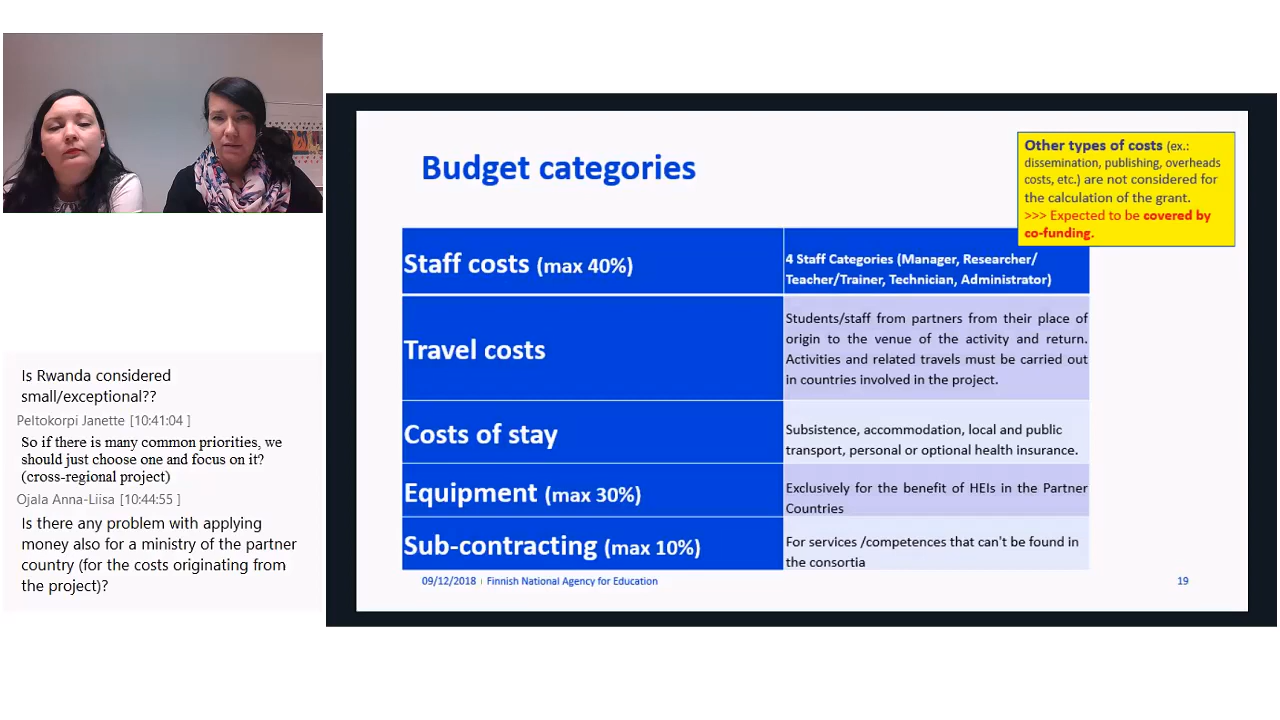 Budget categories
Other types of costs (ex.:
dissemination, publishing, overheads
costs, etc.) are not considered for
the calculation of the grant.
>>> Expected to be covered by
co-funding.
Staff costs (max 40%)
4 Staff Categories (Manager, Researcher/
Teacher/Trainer, Technician, Administrator)
Travel costs
Students/staff from partners from their place of
origin to the venue of the activity and return.
Activities and related travels must be carried out
in countries involved in the project.
Costs of stay
Subsistence, accommodation, local and public
transport, personal or optional health insurance.
Equipment (max 30%)
Exclusively for the benefit of HEIs in the Partner
Countries
Sub-contracting (max 10%)
For services /competences that can't be found in
the consortia
09/12/2018 | Finnish National Agency for Education
19
Is Rwanda considered
small/exceptional??
Peltokorpi Janette [10:41:04 ]
So if there is many common priorities, we
should just choose one and focus on it?
(cross-regional project)
Ojala Anna-Liisa [10:44:55 ]
Is there any problem with applying
money also for a ministry of the partner
country (for the costs originating from
the project)?